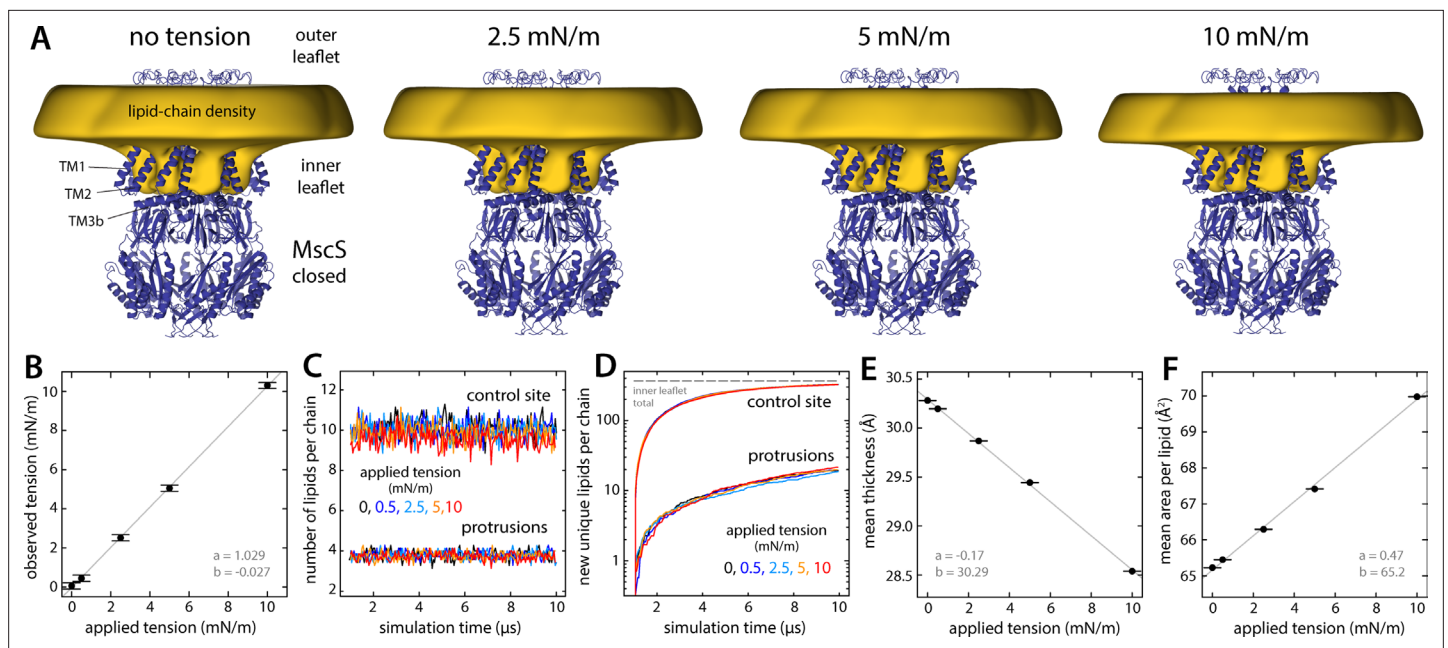 A
no tension
outer
leaflet
2.5 mN/m
5 mN/m
10 mN/m
lipid-chain density
TM1
TM2
TM3b
inner
leaflet
MscS
closed
B
observed tension (mN/m)
10
8
6
4
2
0
a = 1.029
b = -0.027
0 2 4 6 8 10
applied tension (mN/m)
C
number of lipids per chain
12
10
8
6
4
2
control site
applied tension
(mN/m)
0, 0.5, 2.5, 5, 10
protrusions
2 4 6 8 10
simulation time (μs)
D
new unique lipids per chain
100
10
1
inner leaflet
total
control site
protrusions
applied tension
(mN/m)
0, 0.5, 2.5, 5, 10
2 4 6 8 10
simulation time (μs)
E
mean thickness (Å)
30.5
30.0
29.5
29.0
28.5
a = -0.17
b = 30.29
0 2 4 6 8 10
applied tension (mN/m)
F
mean area per lipid (Å²)
70
69
68
67
66
65
a = 0.47
b = 65.2
0 2 4 6 8 10
applied tension (mN/m)